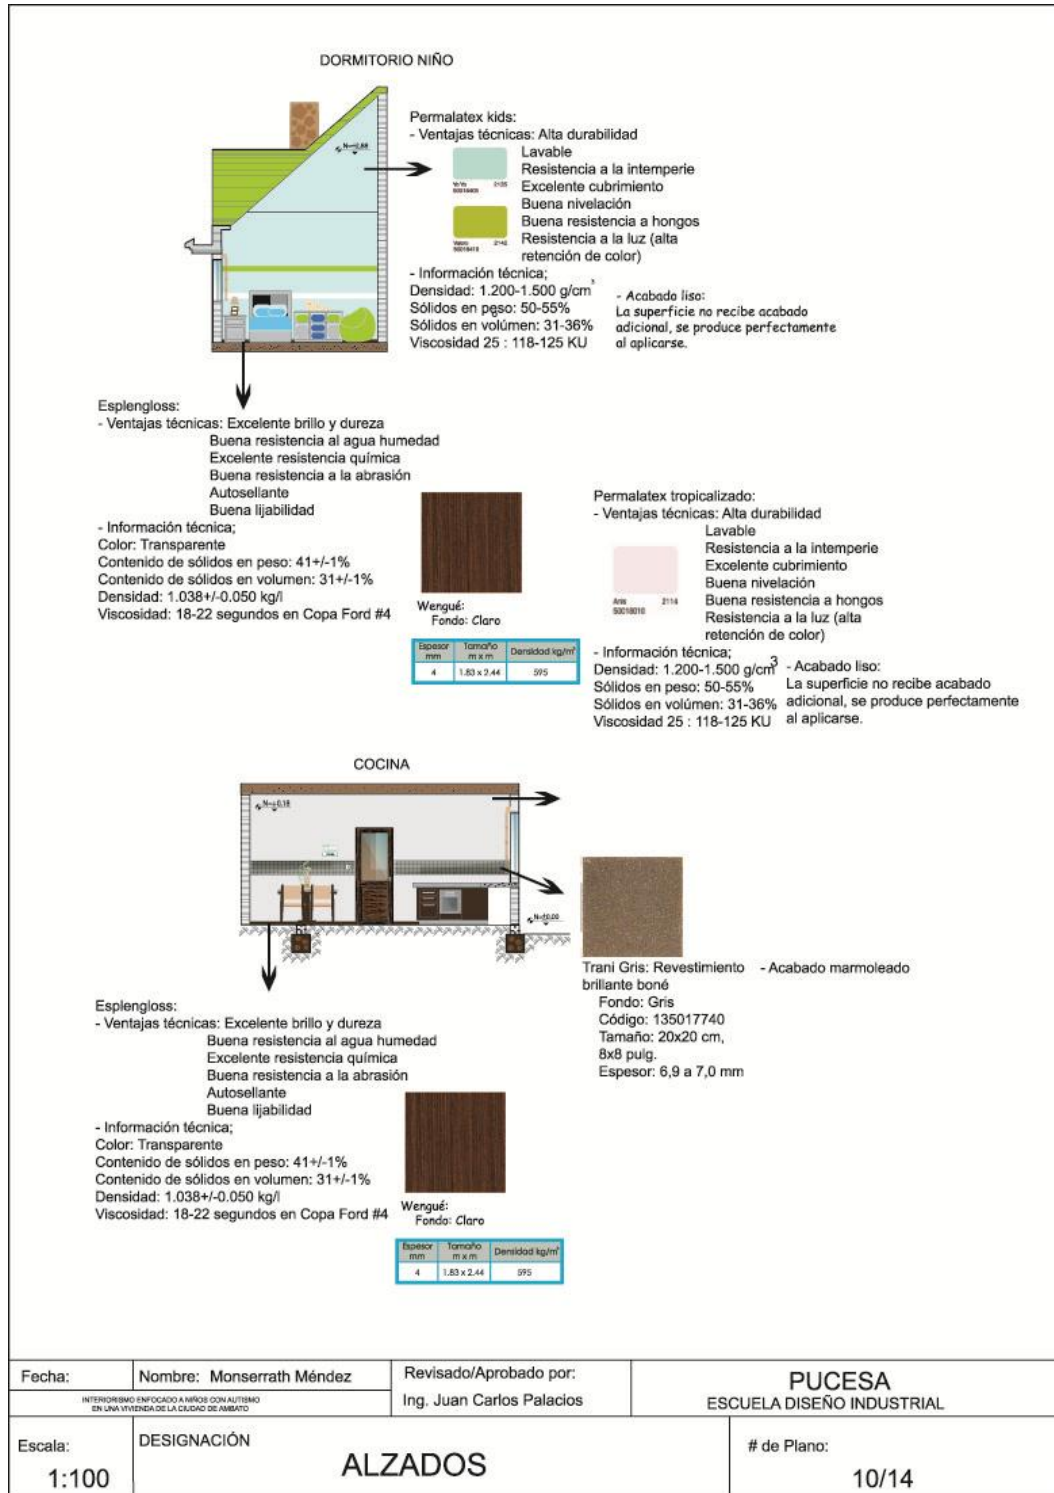 DORMITORIO NIÑO
Permalatex kids:
- Ventajas técnicas: Alta durabilidad
Lavable
Resistencia a la intemperie
Excelente cubrimiento
Buena nivelación
Buena resistencia a hongos
Resistencia a la luz (alta
retención de color)
2135
2142
- Información técnica;
Densidad: 1.200-1.500 g/cm³
Sólidos en peso: 50-55%
Sólidos en volúmen: 31-36%
Viscosidad 25 : 118-125 KU
- Acabado liso:
La superficie no recibe acabado
adicional, se produce perfectamente
al aplicarse.
Esplengloss:
- Ventajas técnicas: Excelente brillo y dureza
Buena resistencia al agua humedad
Excelente resistencia química
Buena resistencia a la abrasión
Autosellante
Buena lijabilidad
- Información técnica;
Color: Transparente
Contenido de sólidos en peso: 41+/-1%
Contenido de sólidos en volumen: 31+/-1%
Densidad: 1.038+/-0.050 kg/l
Viscosidad: 18-22 segundos en Copa Ford #4
Wengué:
Fondo: Claro
Espesor mm Tamaño m x m Densidad kg/m³
4 1.83 x 2.44 595
Permalatex tropicalizado:
- Ventajas técnicas: Alta durabilidad
Lavable
Resistencia a la intemperie
Excelente cubrimiento
Buena nivelación
Buena resistencia a hongos
Resistencia a la luz (alta
retención de color)
2114
50018010
- Información técnica;
Densidad: 1.200-1.500 g/cm³
Sólidos en peso: 50-55%
Sólidos en volúmen: 31-36%
Viscosidad 25 : 118-125 KU
- Acabado liso:
La superficie no recibe acabado
adicional, se produce perfectamente
al aplicarse.
COCINA
N=+0.18
N=±0.00
Trani Gris: Revestimiento
brillante boné
Fondo: Gris
Código: 135017740
Tamaño: 20x20 cm,
8x8 pulg.
Espesor: 6,9 a 7,0 mm
- Acabado marmoleado
Esplengloss:
- Ventajas técnicas: Excelente brillo y dureza
Buena resistencia al agua humedad
Excelente resistencia química
Buena resistencia a la abrasión
Autosellante
Buena lijabilidad
- Información técnica;
Color: Transparente
Contenido de sólidos en peso: 41+/-1%
Contenido de sólidos en volumen: 31+/-1%
Densidad: 1.038+/-0.050 kg/l
Viscosidad: 18-22 segundos en Copa Ford #4
Wengué:
Fondo: Claro
Espesor mm Tamaño m x m Densidad kg/m³
4 1.83 x 2.44 595
Fecha:
Nombre: Monserrath Méndez
INTERIORISMO ENFOCADO A NIÑOS CON AUTISMO
EN UNA VIVIENDA DE LA CIUDAD DE AMBATO
Revisado/Aprobado por:
Ing. Juan Carlos Palacios
PUCESA
ESCUELA DISEÑO INDUSTRIAL
Escala:
1:100
DESIGNACIÓN
ALZADOS
# de Plano:
10/14